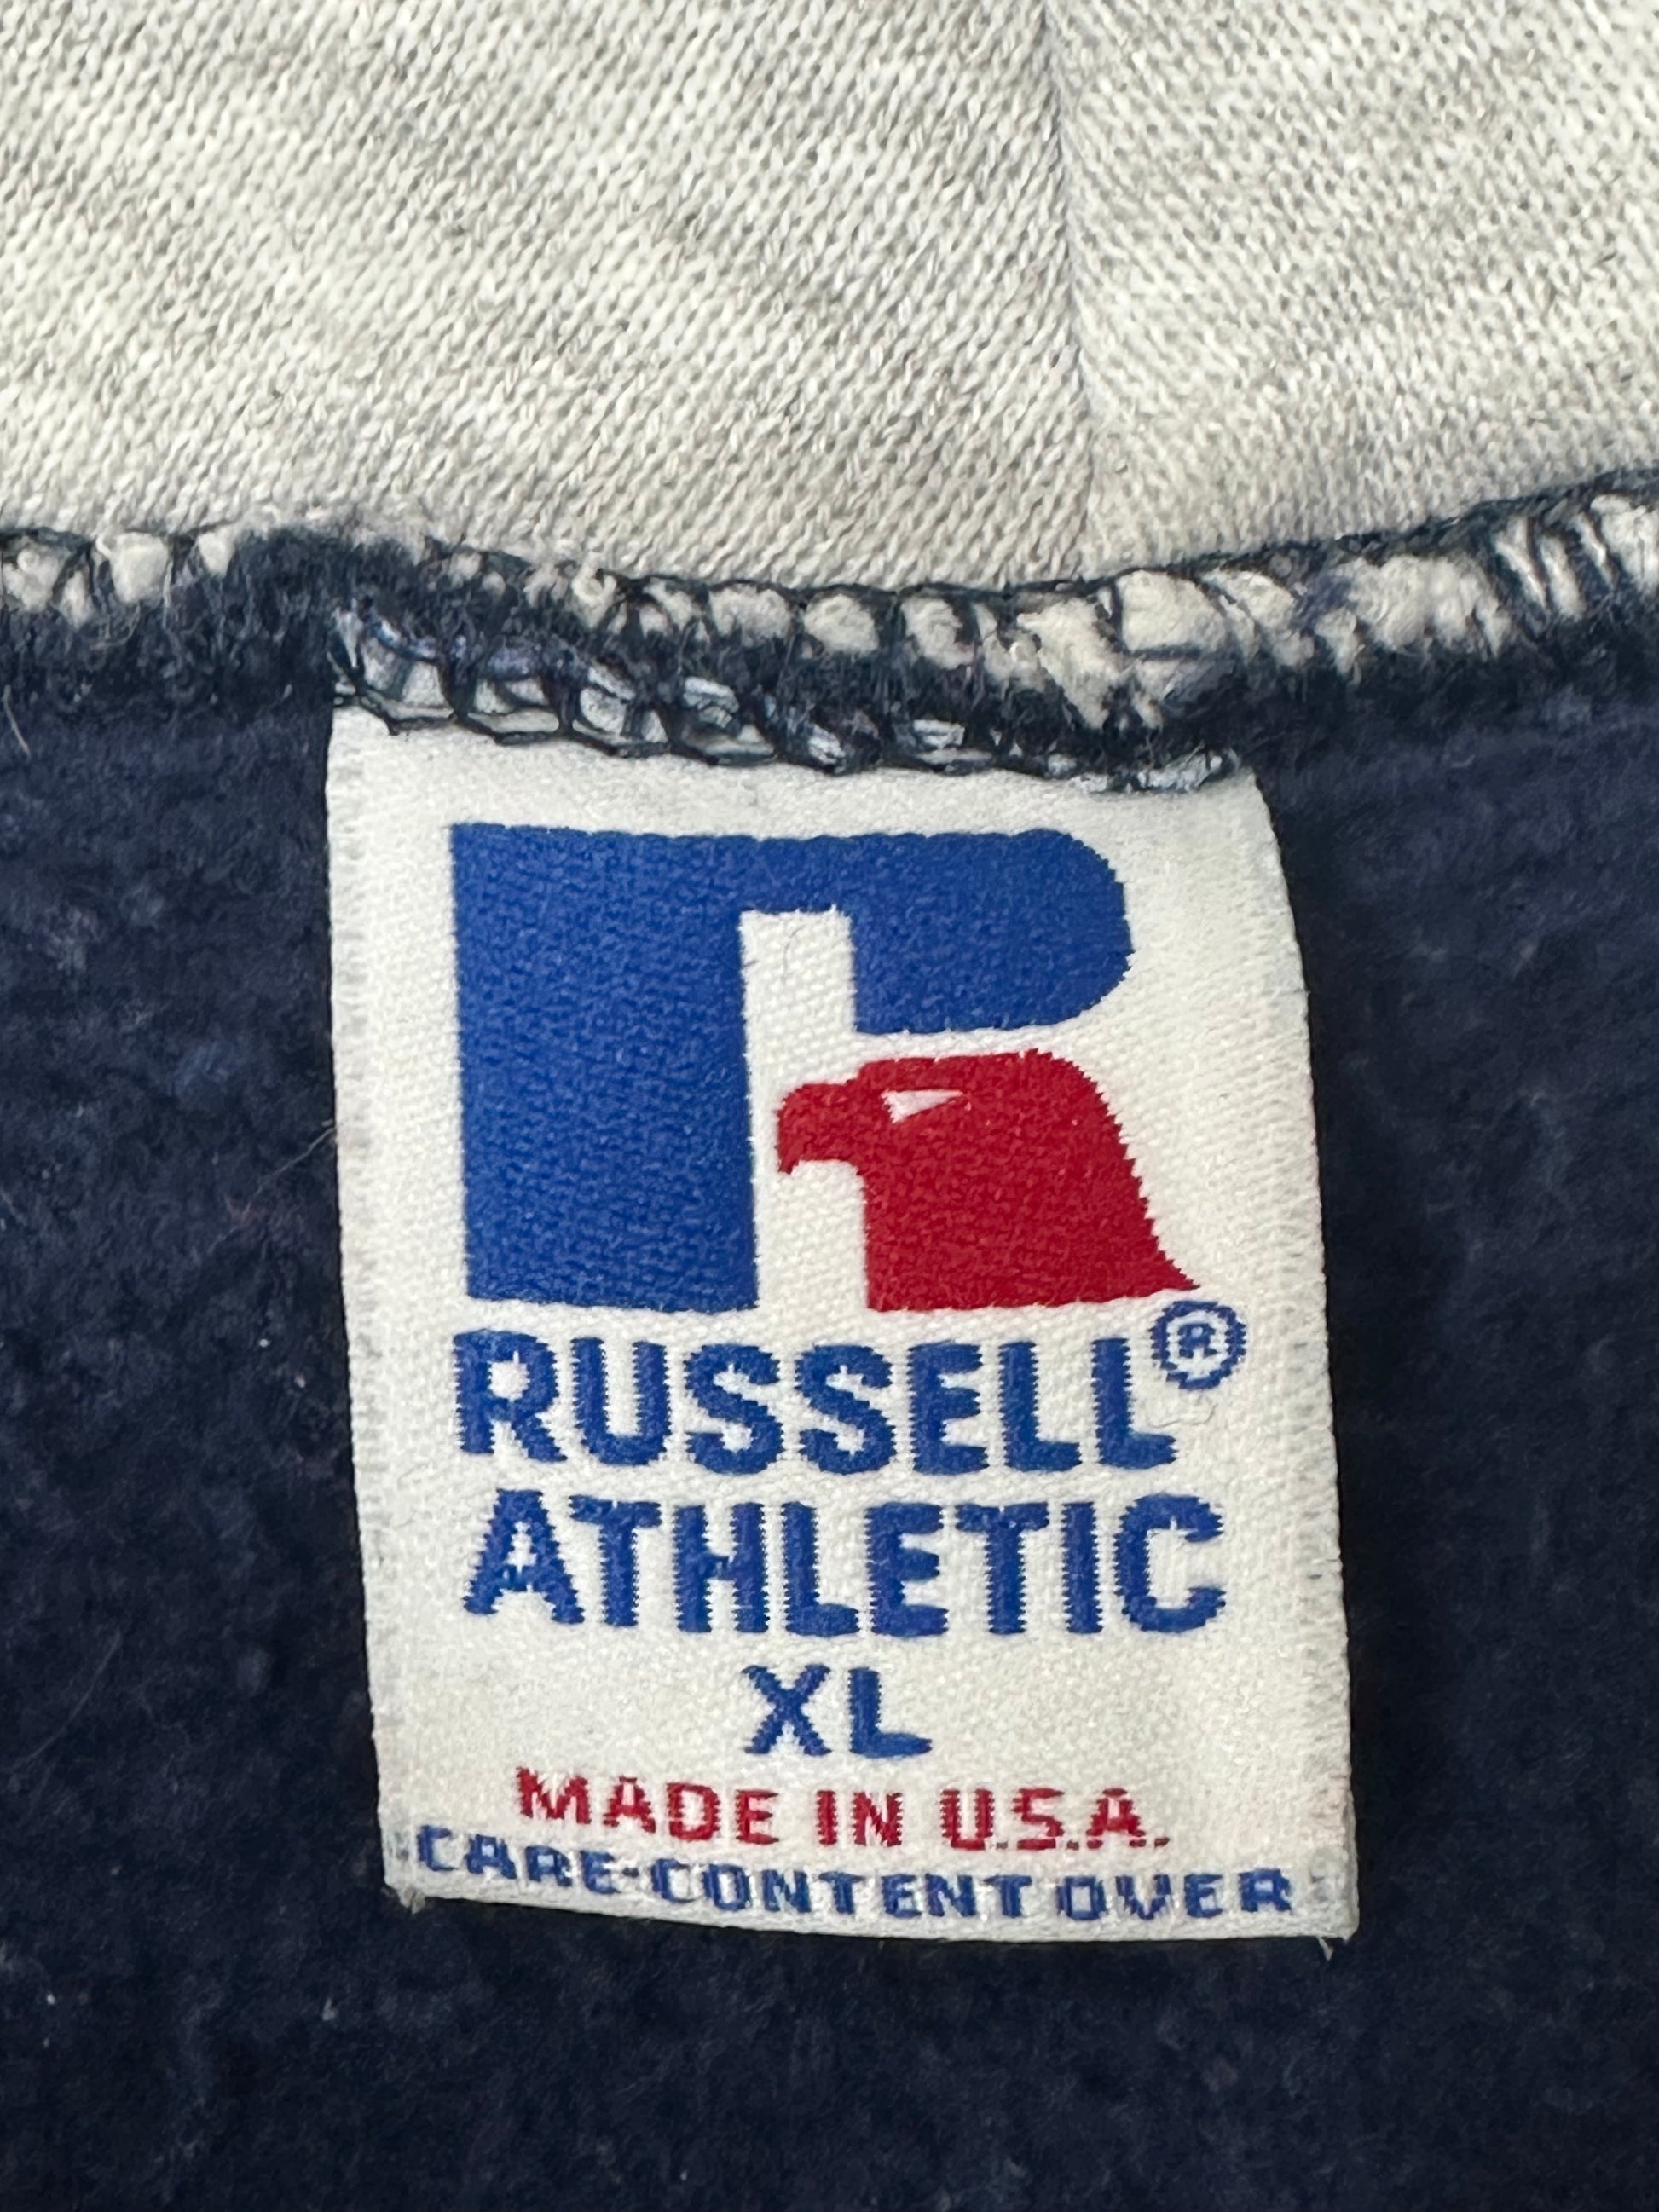 RUSSELL®
ATHLETIC
XL
MADE IN U.S.A.
CARE-CONTENT OVER